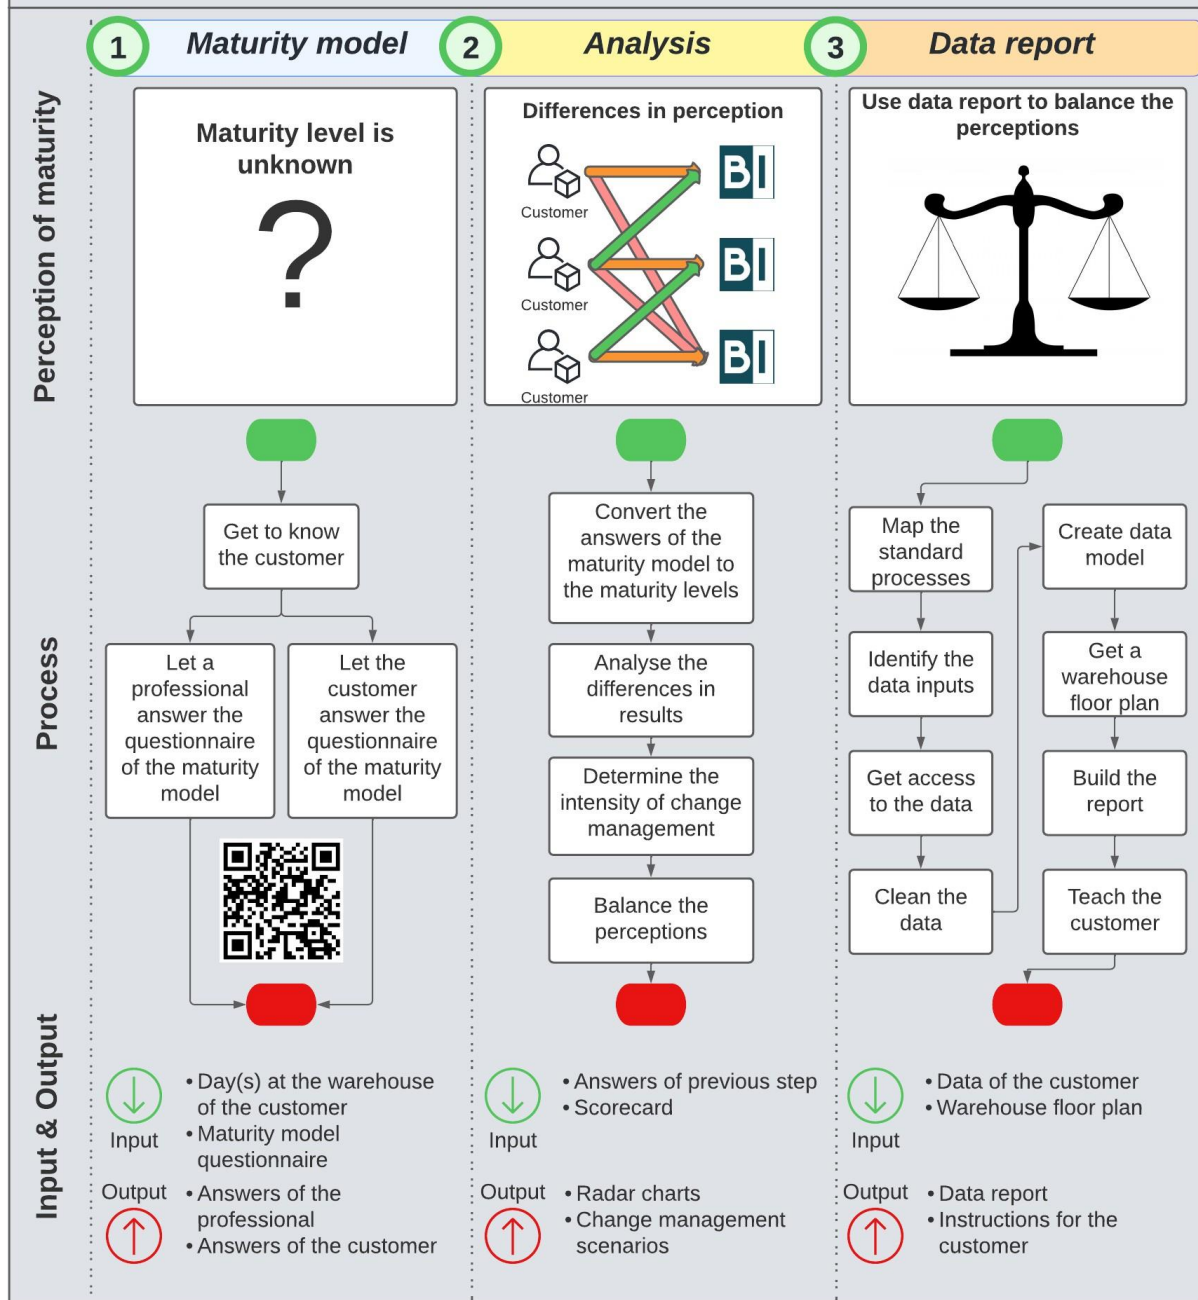 1 Maturity model
2 Analysis
3 Data report
Perception of maturity
Maturity level is
unknown
?
Differences in perception
Customer
BI
Customer
BI
Customer
BI
Use data report to balance the
perceptions
Process
Get to know
the customer
Let a
professional
answer the
questionnaire
of the maturity
model
Let the
customer
answer the
questionnaire
of the maturity
model
Convert the
answers of the
maturity model to
the maturity levels
Analyse the
differences in
results
Determine the
intensity of change
management
Balance the
perceptions
Map the
standard
processes
Identify the
data inputs
Get access
to the data
Clean the
data
Create data
model
Get a
warehouse
floor plan
Build the
report
Teach the
customer
Input & Output
Input
• Day(s) at the warehouse
of the customer
• Maturity model
questionnaire
Output
• Answers of the
professional
• Answers of the customer
Input
• Answers of previous step
• Scorecard
Output
• Radar charts
• Change management
scenarios
Input
• Data of the customer
• Warehouse floor plan
Output
• Data report
• Instructions for the
customer